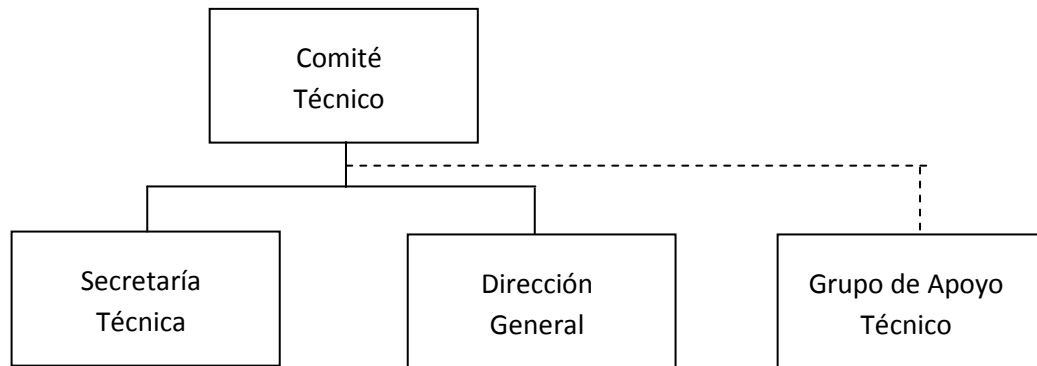 Comité
Técnico
Secretaría
Técnica
Dirección
General
Grupo de Apoyo
Técnico